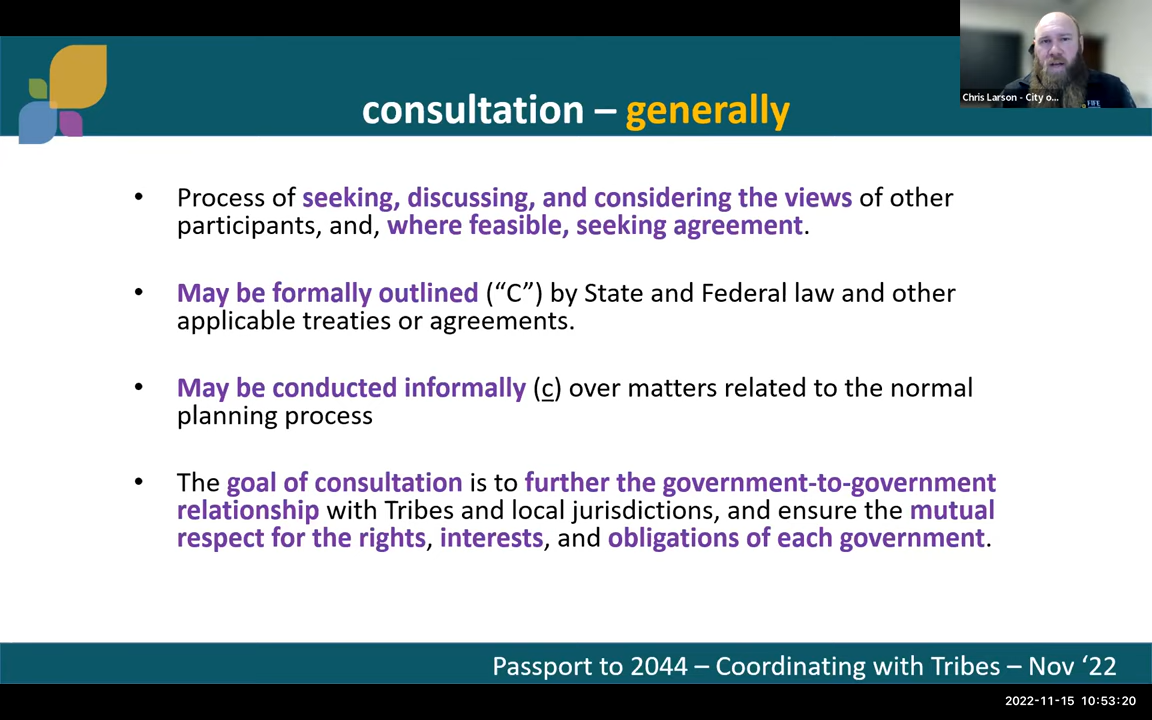 Chris Larson - City o...
consultation – generally
• Process of seeking, discussing, and considering the views of other
participants, and, where feasible, seeking agreement.
• May be formally outlined (“C”) by State and Federal law and other
applicable treaties or agreements.
• May be conducted informally (c) over matters related to the normal
planning process
• The goal of consultation is to further the government-to-government
relationship with Tribes and local jurisdictions, and ensure the mutual
respect for the rights, interests, and obligations of each government.
Passport to 2044 – Coordinating with Tribes – Nov ‘22
2022-11-15 10:53:20